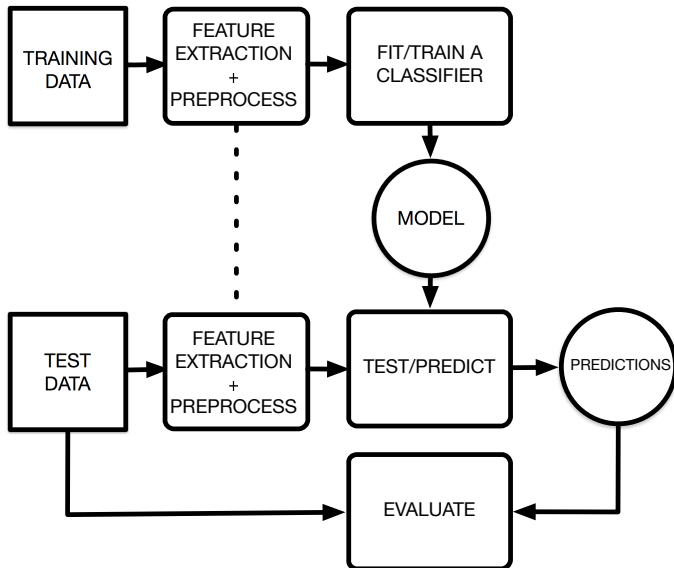 TRAINING
DATA
FEATURE
EXTRACTION
+
PREPROCESS
FIT/TRAIN A
CLASSIFIER
MODEL
TEST
DATA
FEATURE
EXTRACTION
+
PREPROCESS
TEST/PREDICT
PREDICTIONS
EVALUATE